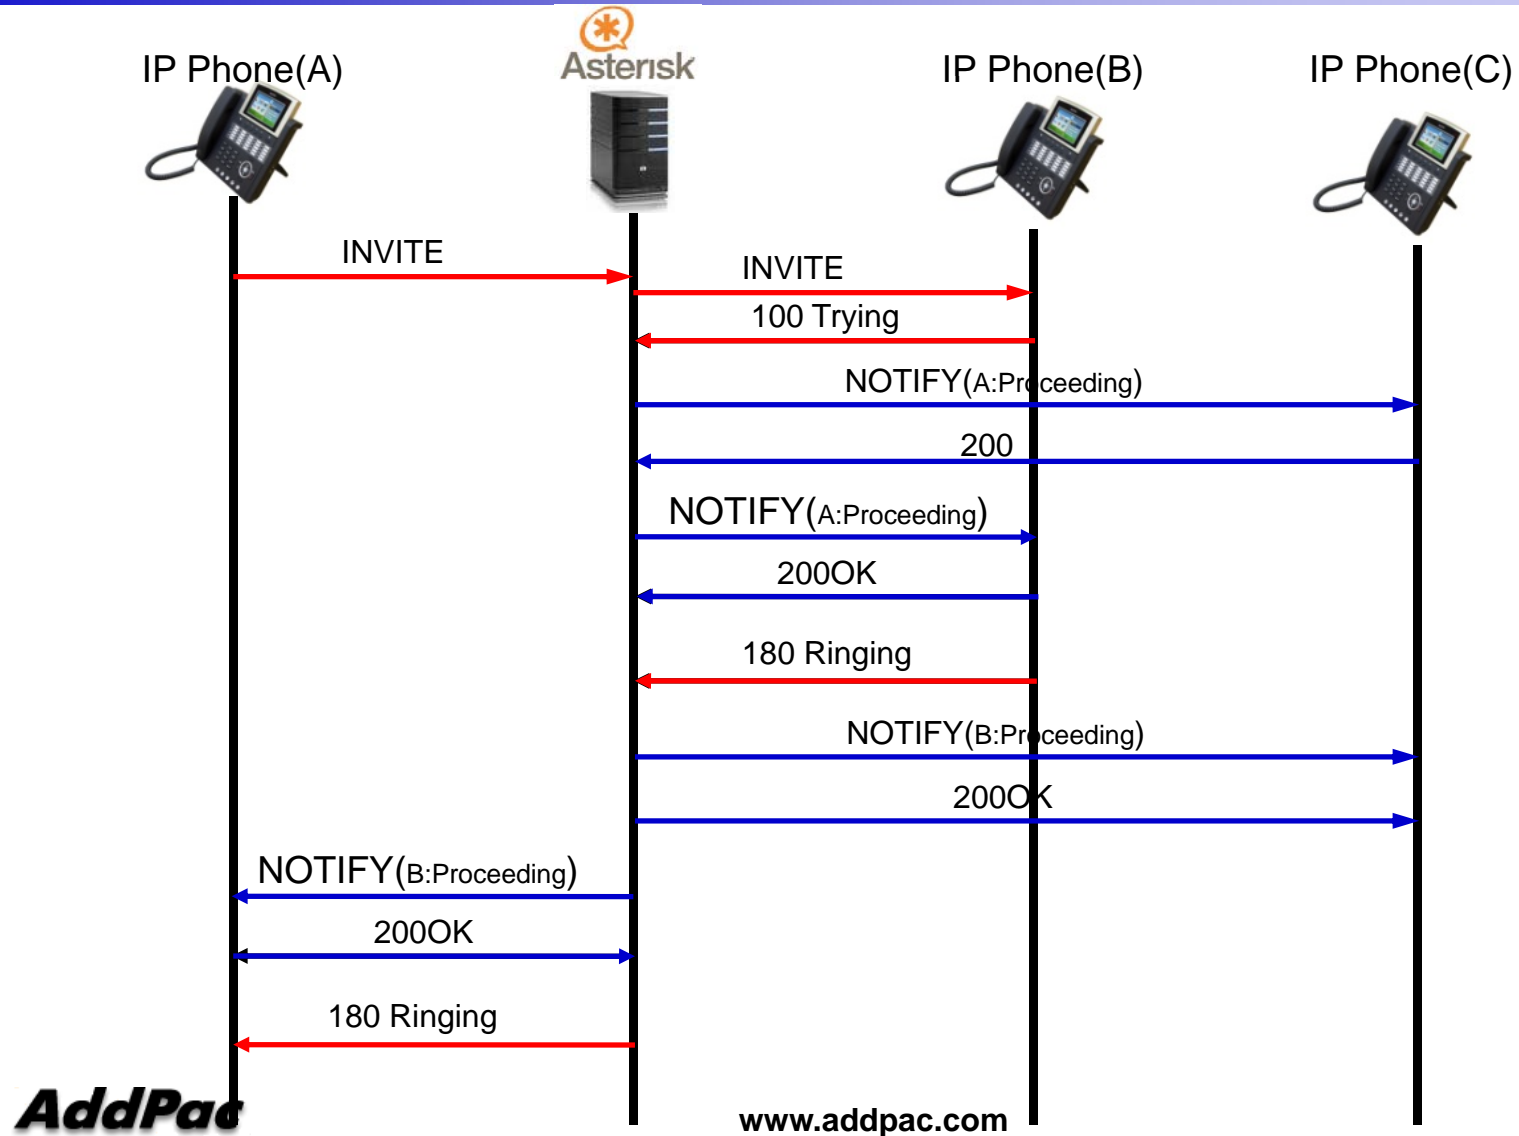 IP Phone(A)
Asterisk
IP Phone(B)
IP Phone(C)
INVITE
INVITE
100 Trying
NOTIFY(A:Proceeding)
200
NOTIFY(A:Proceeding)
200OK
180 Ringing
NOTIFY(B:Proceeding)
200OK
NOTIFY(B:Proceeding)
200OK
180 Ringing
AddPac
www.addpac.com